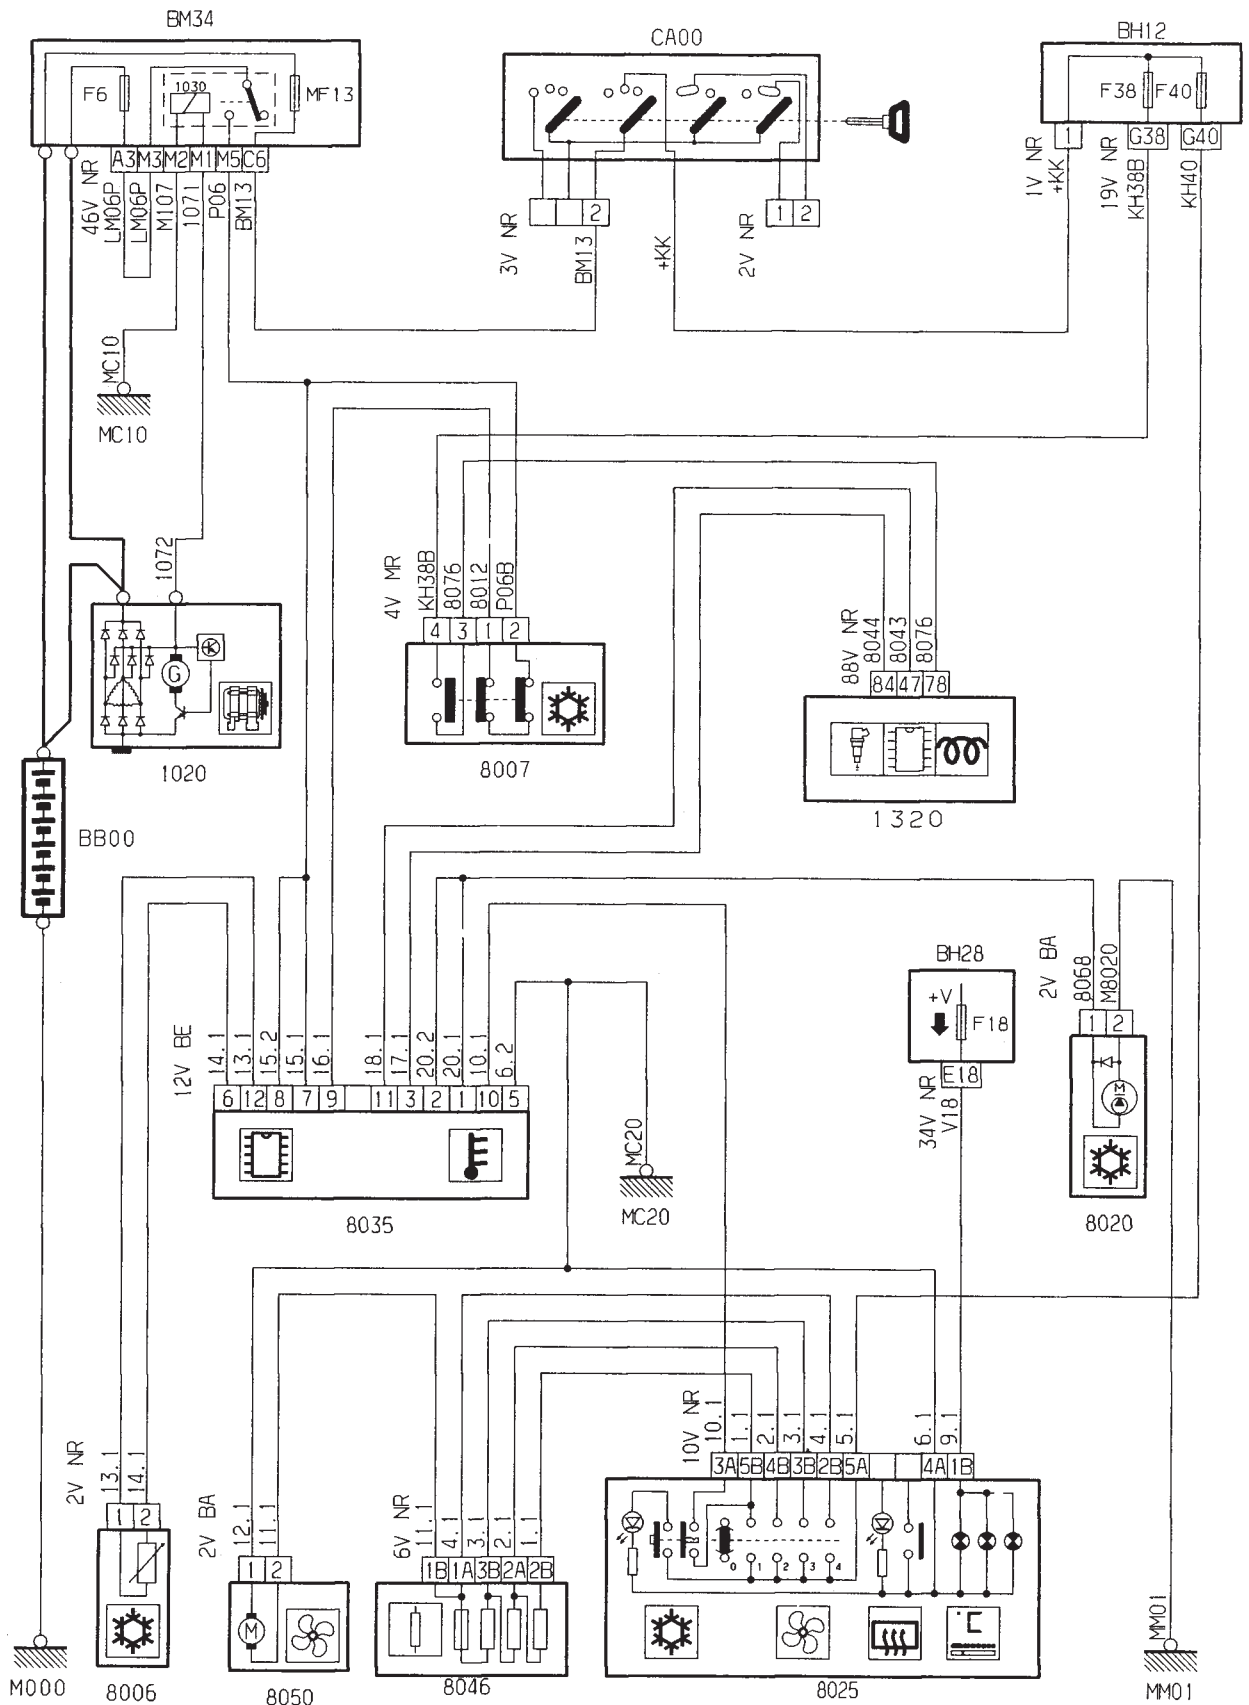 BM34
CA00
BH12
F6
1030
MF13
F38
F40
A3 M3 M2 M1 M5 C6
1
G38
G40
46V NR
LM06P
LM06P
M107
1071
P06
BM13
2
1 2
3V NR
BM13
+KK
2V NR
1V NR
+KK
19V NR
KH38B
KH40
MC10
MC10
1072
4V MR
KH38B
8076
8012
P06B
4 3 1 2
88V NR
8044
8043
8076
84 47 78
G
1020
8007
1320
BB00
2V BA
8068
M8020
1 2
M
8020
BH28
+V
F18
E18
34V NR
V18
12V BE
14.1
13.1
15.2
15.1
16.1
18.1
17.1
20.2
20.1
10.1
6.2
6 12 8 7 9 11 3 2 1 10 5
8035
MC20
MC20
2V NR
13.1
14.1
1 2
8006
2V BA
12.1
11.1
1 2
M
8050
6V NR
11.1
4.1
3.1
2.1
1.1
1B 1A 3B 2A 2B
8046
10V NR
10.1
1.1
2.1
3.1
4.1
5.1
6.1
9.1
3A 5B 4B 3B 2B 5A 4A 1B
0 1 2 3 4
°C
8025
M000
MM01
MM01